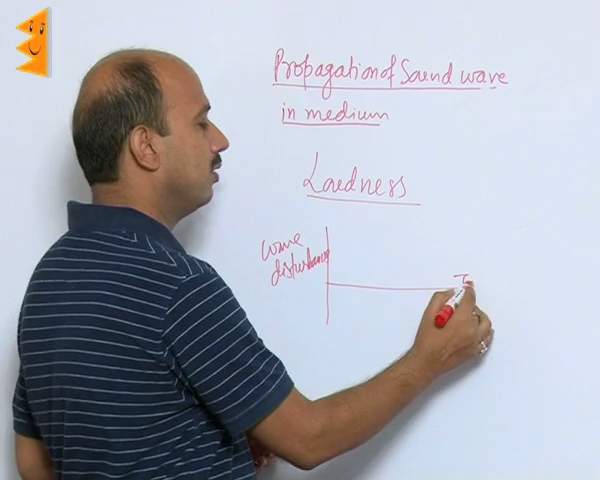 Propagation of Sound wave
in medium
Loudness
wave
disturbance
T